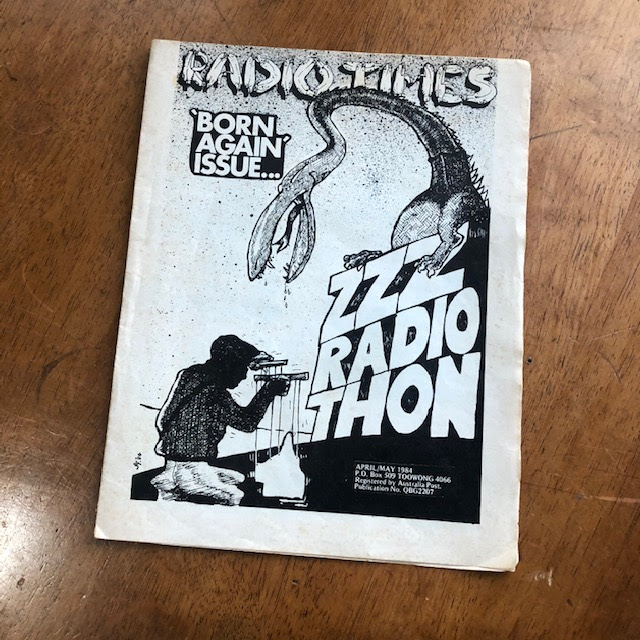 RADIO TIMES
'BORN
AGAIN'
ISSUE...
ZZZ
RADIO
THON
APRIL/MAY 1984
P.O. Box 509 TOOWONG 4066
Registered by Australia Post.
Publication No. QBG2207